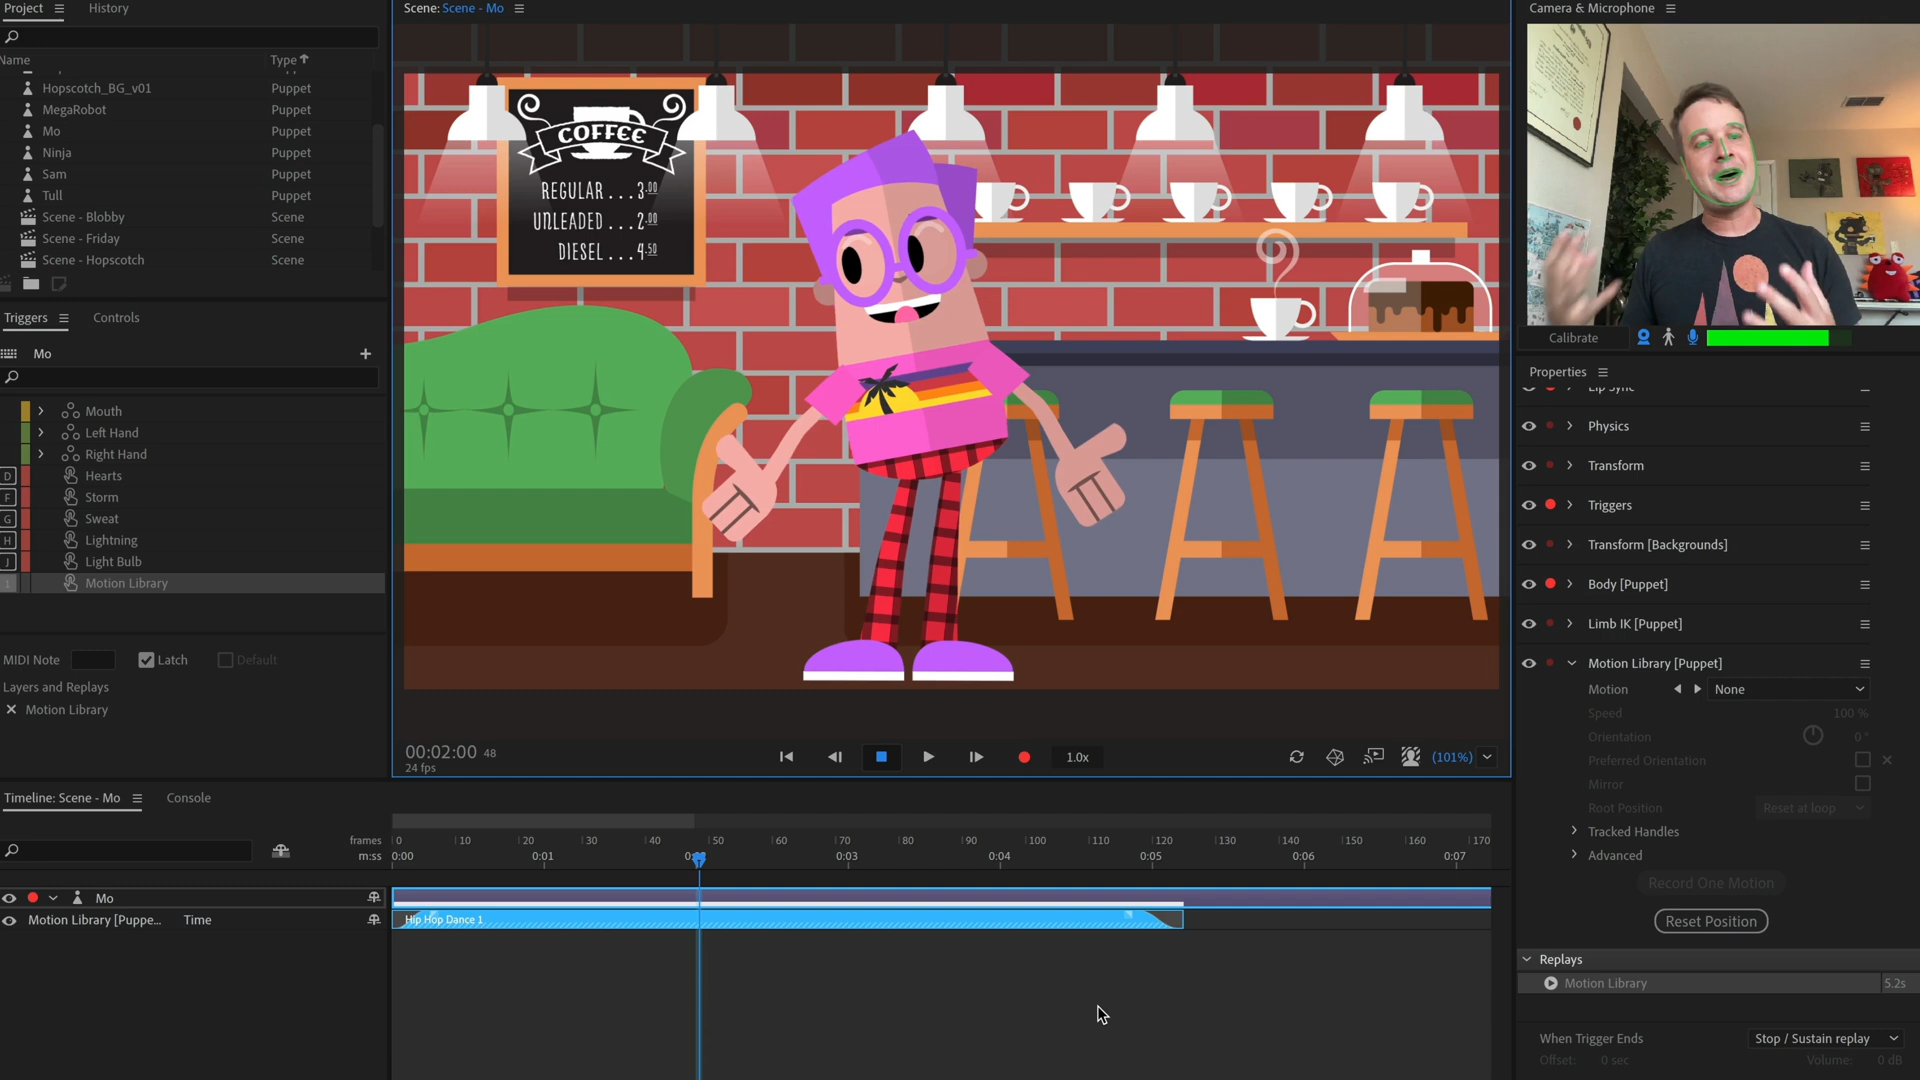 Project
History
Scene: Scene - Mo
Camera & Microphone
Name
Type
Hopscotch_BG_v01 Puppet
MegaRobot Puppet
Mo Puppet
Ninja Puppet
Sam Puppet
Tull Puppet
Scene - Blobby Scene
Scene - Friday Scene
Scene - Hopscotch Scene
COFFEE
REGULAR...3.00
UNLEADED...2.00
DIESEL...4.50
Triggers
Controls
Mo
Mouth
Left Hand
Right Hand
D Hearts
F Storm
G Sweat
H Lightning
J Light Bulb
1 Motion Library
MIDI Note
Latch
Default
Layers and Replays
Motion Library
00:02:00 48
24 fps
1.0x
(101%)
Calibrate
Properties
Lip Sync
Physics
Transform
Triggers
Transform [Backgrounds]
Body [Puppet]
Limb IK [Puppet]
Motion Library [Puppet]
Motion None
Speed 100 %
Orientation 0 °
Preferred Orientation
Mirror
Root Position Reset at loop
Tracked Handles
Advanced
Record One Motion
Reset Position
Replays
Motion Library 5.2s
When Trigger Ends Stop / Sustain replay
Offset: 0 sec Volume: 0 dB
Timeline: Scene - Mo
Console
frames 0 10 20 30 40 50 60 70 80 90 100 110 120 130 140 150 160 170
m:ss 0:00 0:01 0:03 0:04 0:05 0:06 0:07
Mo
Motion Library [Puppe... Time
Hip Hop Dance 1